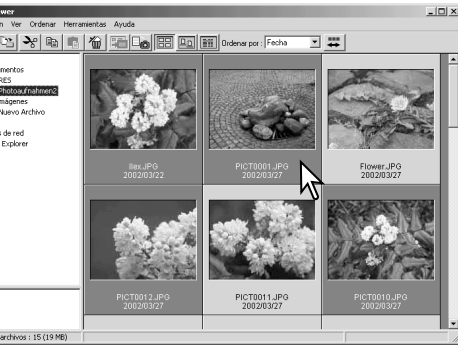 wer
n Ver Ordenar Herramientas Ayuda
Ordenar por: Fecha
mentos
RES
Photoaufnahmen2
mágenes
Nuevo Archivo
s de red
Explorer
Ilex.JPG
2002/03/22
PICT0001.JPG
2002/03/27
Flower.JPG
2002/03/27
PICT0012.JPG
2002/03/27
PICT0011.JPG
2002/03/27
PICT0010.JPG
2002/03/27
archivos : 15 (19 MB)